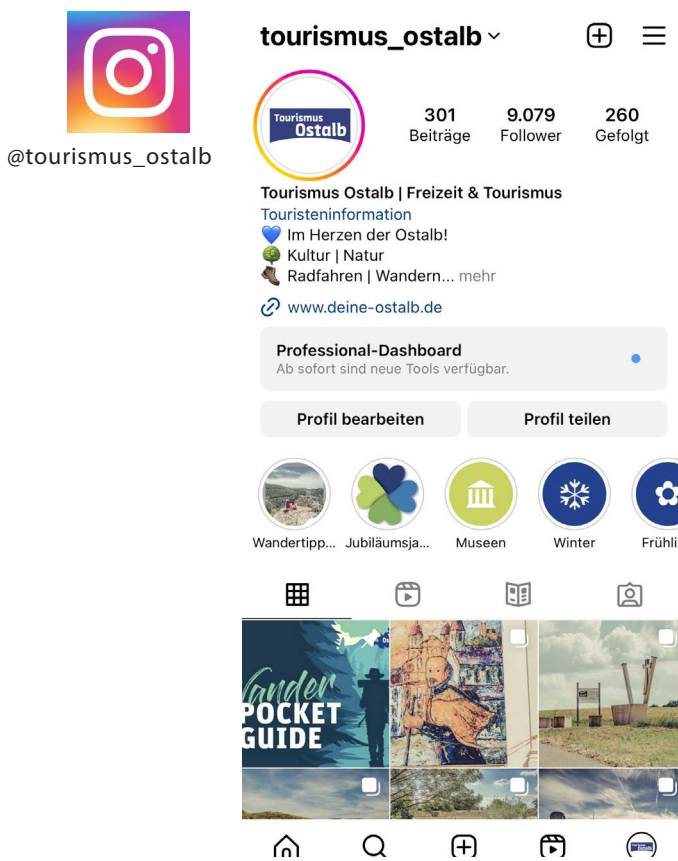 @tourismus_ostalb
tourismus_ostalb
Tourismus
Ostalb
301 9.079 260
Beiträge Follower Gefolgt
Tourismus Ostalb | Freizeit & Tourismus
Touristeninformation
💙 Im Herzen der Ostalb!
🌳 Kultur | Natur
🥾 Radfahren | Wandern... mehr
www.deine-ostalb.de
Professional-Dashboard
Ab sofort sind neue Tools verfügbar.
Profil bearbeiten Profil teilen
Wandertipp... Jubiläumsja... Museen Winter Frühli
Wander
POCKET
GUIDE